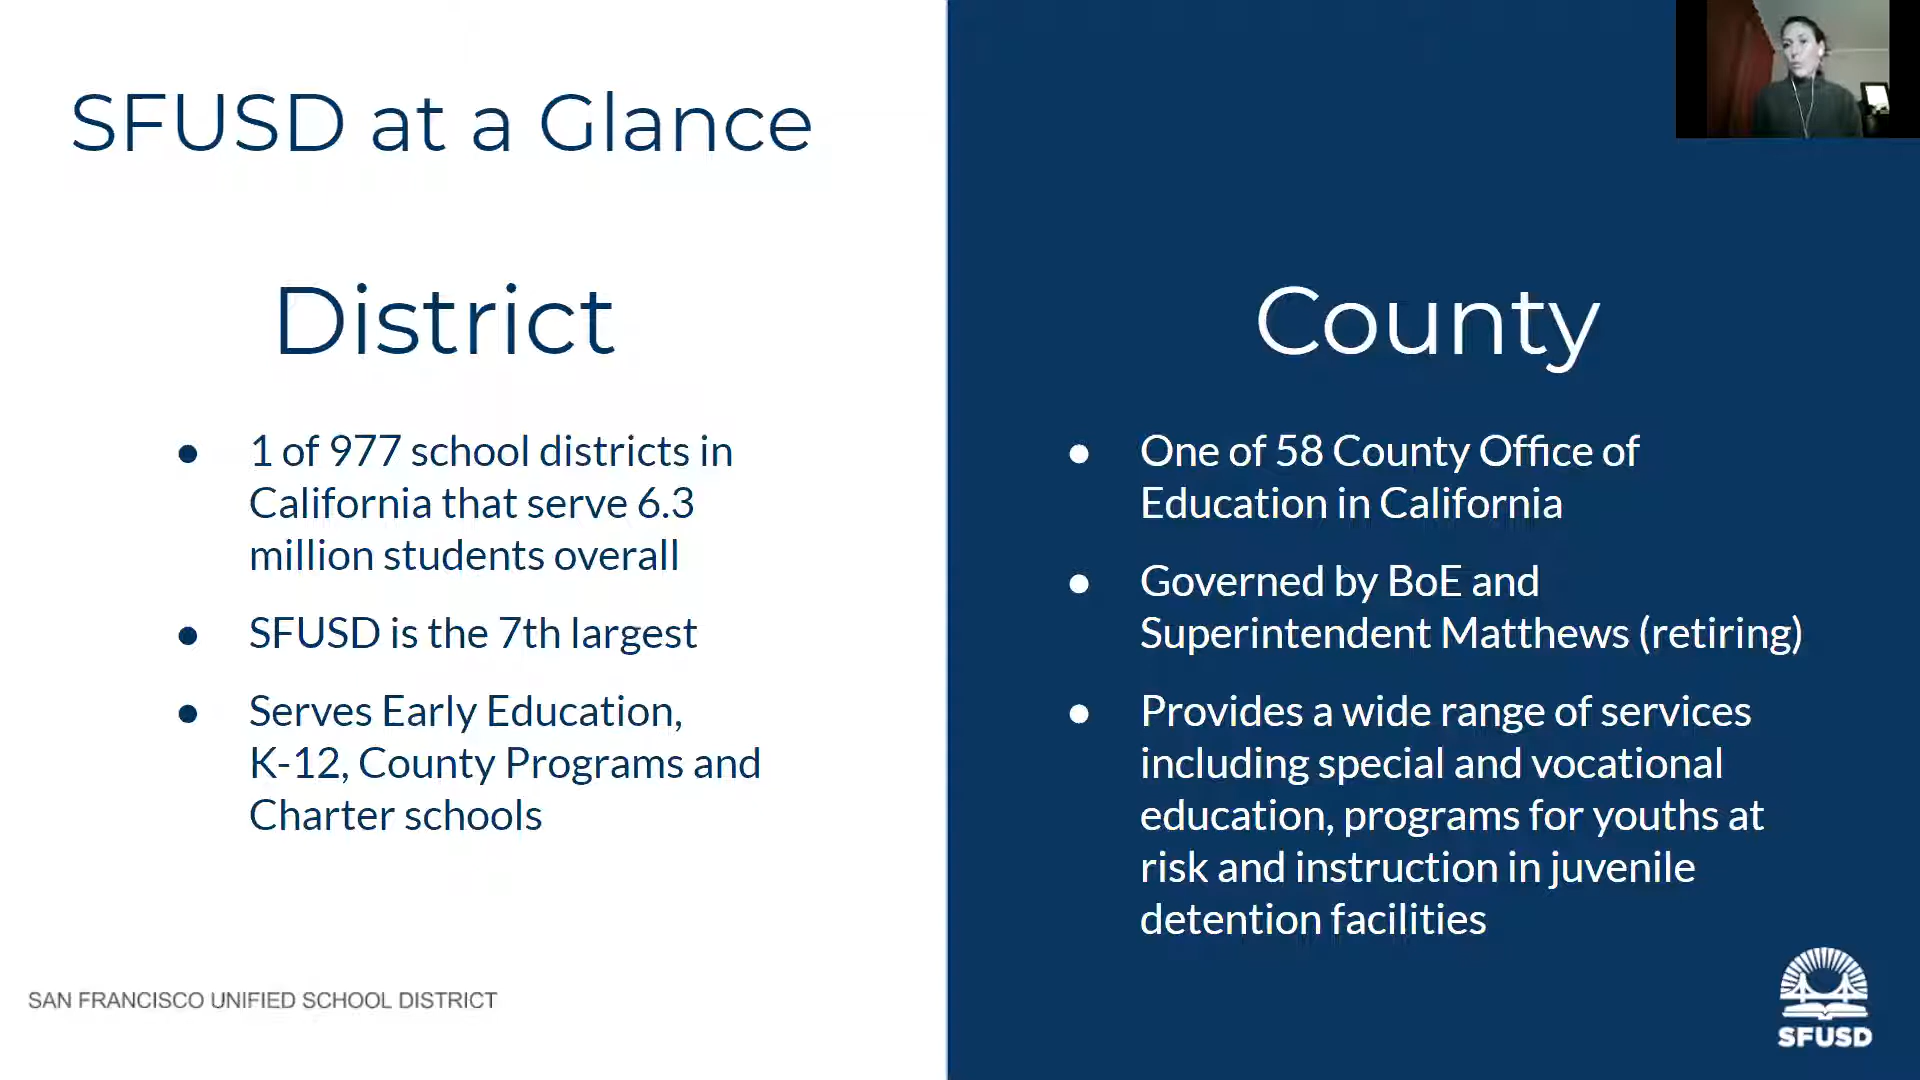 SFUSD at a Glance
District
● 1 of 977 school districts in
California that serve 6.3
million students overall
● SFUSD is the 7th largest
● Serves Early Education,
K-12, County Programs and
Charter schools
SAN FRANCISCO UNIFIED SCHOOL DISTRICT
County
● One of 58 County Office of
Education in California
● Governed by BoE and
Superintendent Matthews (retiring)
● Provides a wide range of services
including special and vocational
education, programs for youths at
risk and instruction in juvenile
detention facilities
SFUSD